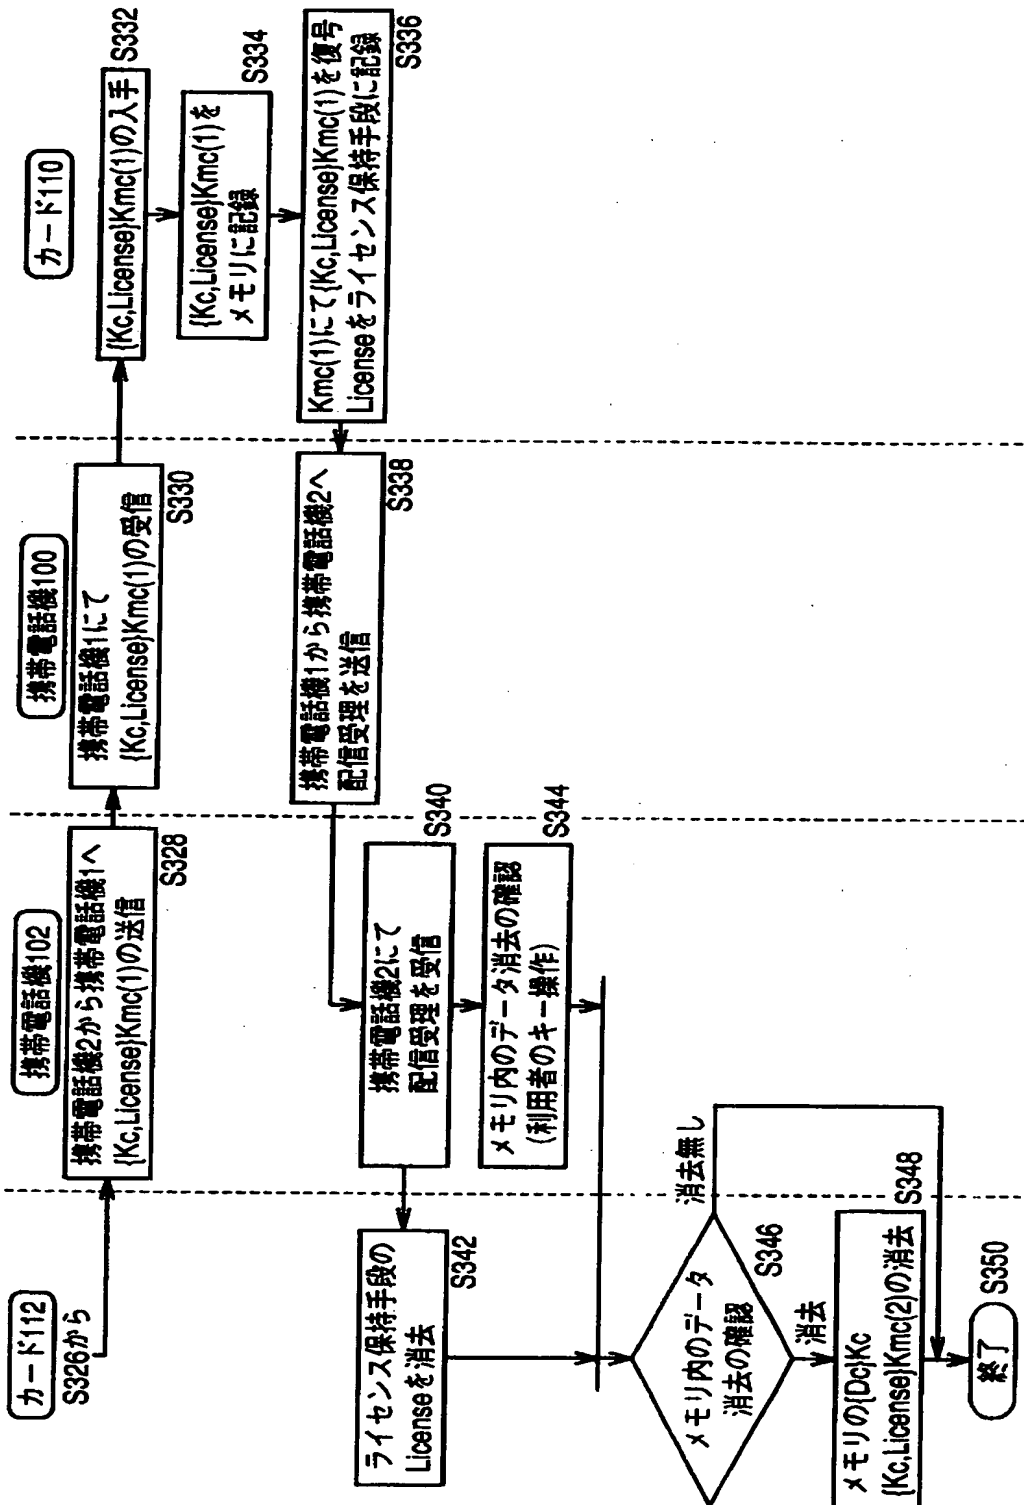 カード112
携帯電話機102
携帯電話機100
カード110
S326から
携帯電話機2から携帯電話機1へ
{Kc,License}Kmc(1)の送信
S328
携帯電話機1にて
{Kc,License}Kmc(1)の受信
S330
{Kc,License}Kmc(1)の入手
S332
{Kc,License}Kmc(1)を
メモリに記録
S334
Kmc(1)にて{Kc,License}Kmc(1)を復号
Licenseをライセンス保持手段に記録
S336
携帯電話機1から携帯電話機2へ
配信受理を送信
S338
携帯電話機2にて
配信受理を受信
S340
ライセンス保持手段の
Licenseを消去
S342
メモリ内のデータ消去の確認
(利用者のキー操作)
S344
メモリ内のデータ
消去の確認
S346
消去無し
消去
メモリの{Dc}Kc
{Kc,License}Kmc(2)の消去
S348
終了
S350